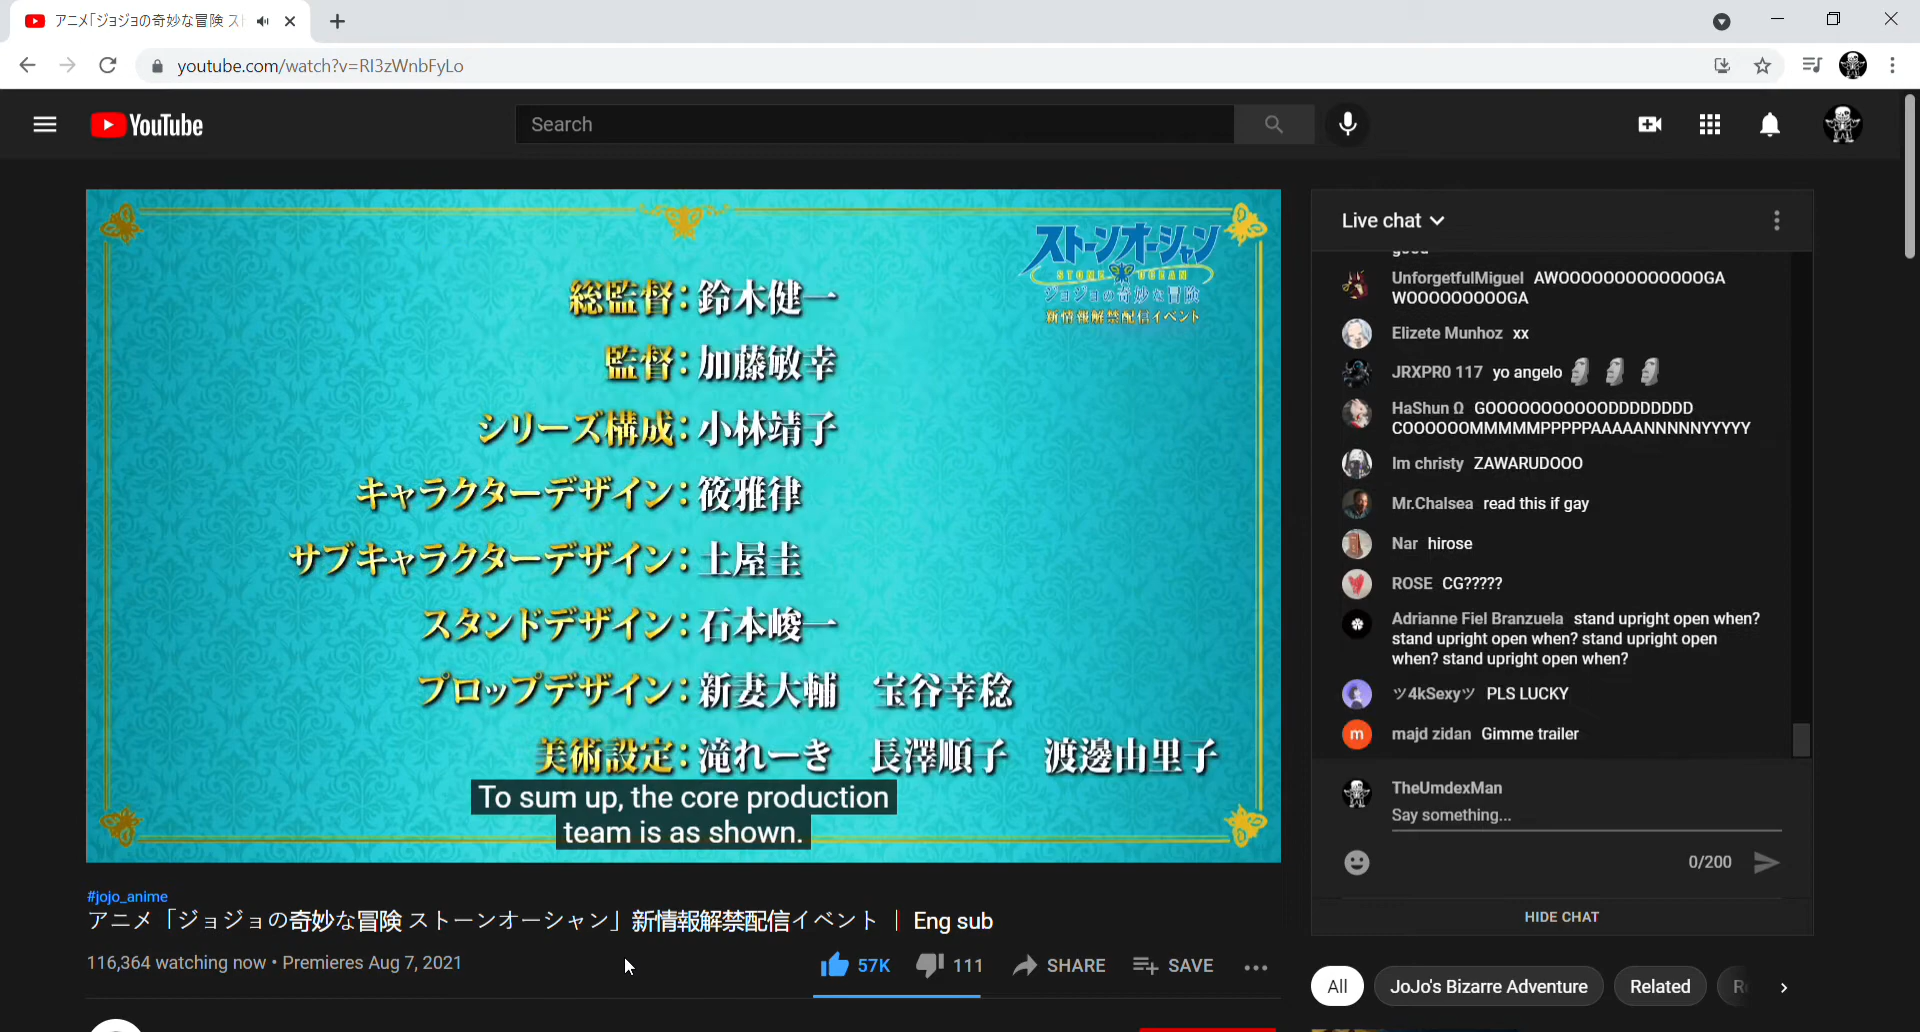 アニメ「ジョジョの奇妙な冒険 ス
youtube.com/watch?v=RI3zWnbFyLo
YouTube
Search
ストーンオーシャン
STONE OCEAN
ジョジョの奇妙な冒険
新情報解禁配信イベント
総監督：鈴木健一
監督：加藤敏幸
シリーズ構成：小林靖子
キャラクターデザイン：筱雅律
サブキャラクターデザイン：土屋圭
スタンドデザイン：石本峻一
プロップデザイン：新妻大輔　宝谷幸稔
美術設定：滝れーき　長澤順子　渡邊由里子
To sum up, the core production
team is as shown.
#jojo_anime
アニメ「ジョジョの奇妙な冒険 ストーンオーシャン」新情報解禁配信イベント ｜ Eng sub
116,364 watching now • Premieres Aug 7, 2021
57K
111
SHARE
SAVE
Live chat
good
UnforgetfulMiguel AWOOOOOOOOOOOOOGA
WOOOOOOOOOGA
Elizete Munhoz xx
JRXPR0 117 yo angelo 🗿 🗿 🗿
HaShun Ω GOOOOOOOOOOODDDDDDDD
COOOOOOMMMMMPPPPPAAAAANNNNNYYYYY
Im christy ZAWARUDOOO
Mr.Chalsea read this if gay
Nar hirose
ROSE CG?????
Adrianne Fiel Branzuela stand upright open when?
stand upright open when? stand upright open
when? stand upright open when?
ツ4kSexyツ PLS LUCKY
m majd zidan Gimme trailer
TheUmdexMan
Say something...
0/200
HIDE CHAT
All
JoJo's Bizarre Adventure
Related